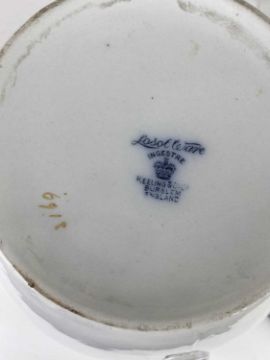 Losol Ware
INGESTRE
KEELING & CO
BURSLEM
ENGLAND